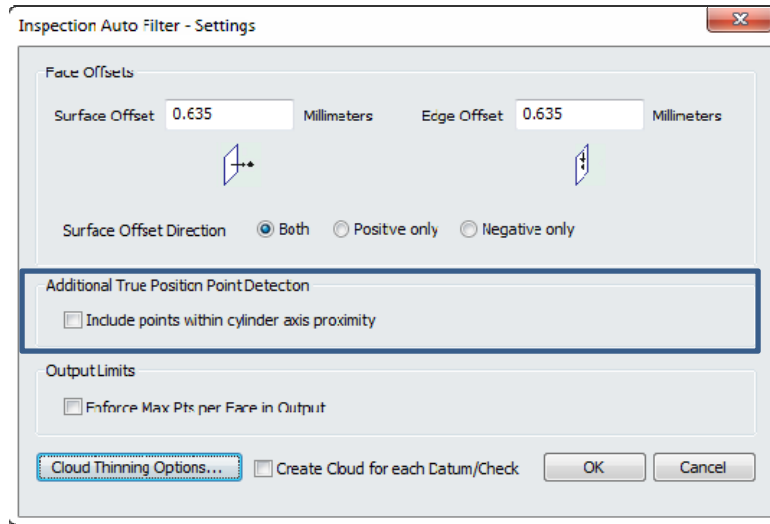 Inspection Auto Filter - Settings
Face Offsets
Surface Offset 0.635 Millimeters Edge Offset 0.635 Millimeters
Surface Offset Direction Both Positve only Negative only
Additional True Position Point Detecton
Include points within cylinder axis proximity
Output Limits
Enforce Max Pts per Face in Output
Cloud Thinning Options... Create Cloud for each Datum/Check OK Cancel